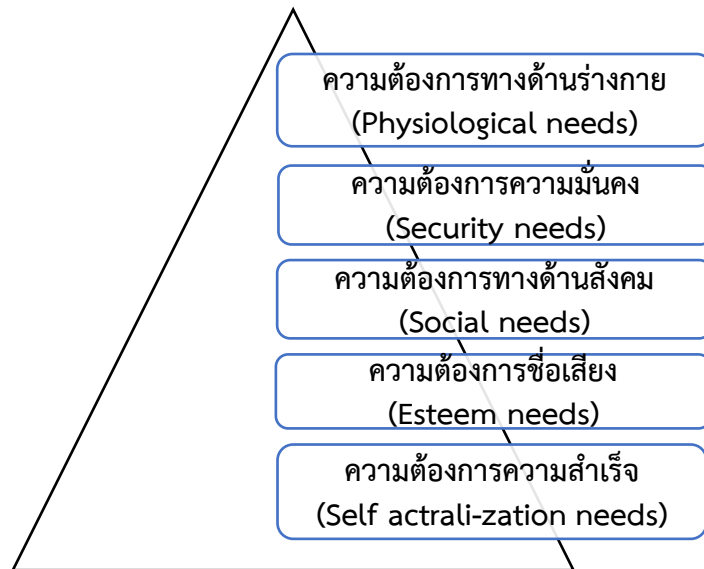 ความต้องการทางด้านร่างกาย
(Physiological needs)
ความต้องการความมั่นคง
(Security needs)
ความต้องการทางด้านสังคม
(Social needs)
ความต้องการชื่อเสียง
(Esteem needs)
ความต้องการความสำเร็จ
(Self actrali-zation needs)